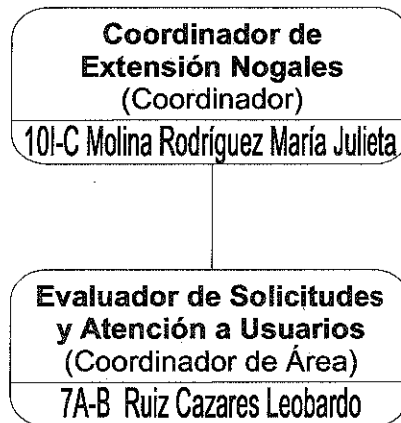 Coordinador de
Extensión Nogales
(Coordinador)
10I-C Molina Rodríguez María Julieta
Evaluador de Solicitudes
y Atención a Usuarios
(Coordinador de Área)
7A-B Ruiz Cazares Leobardo